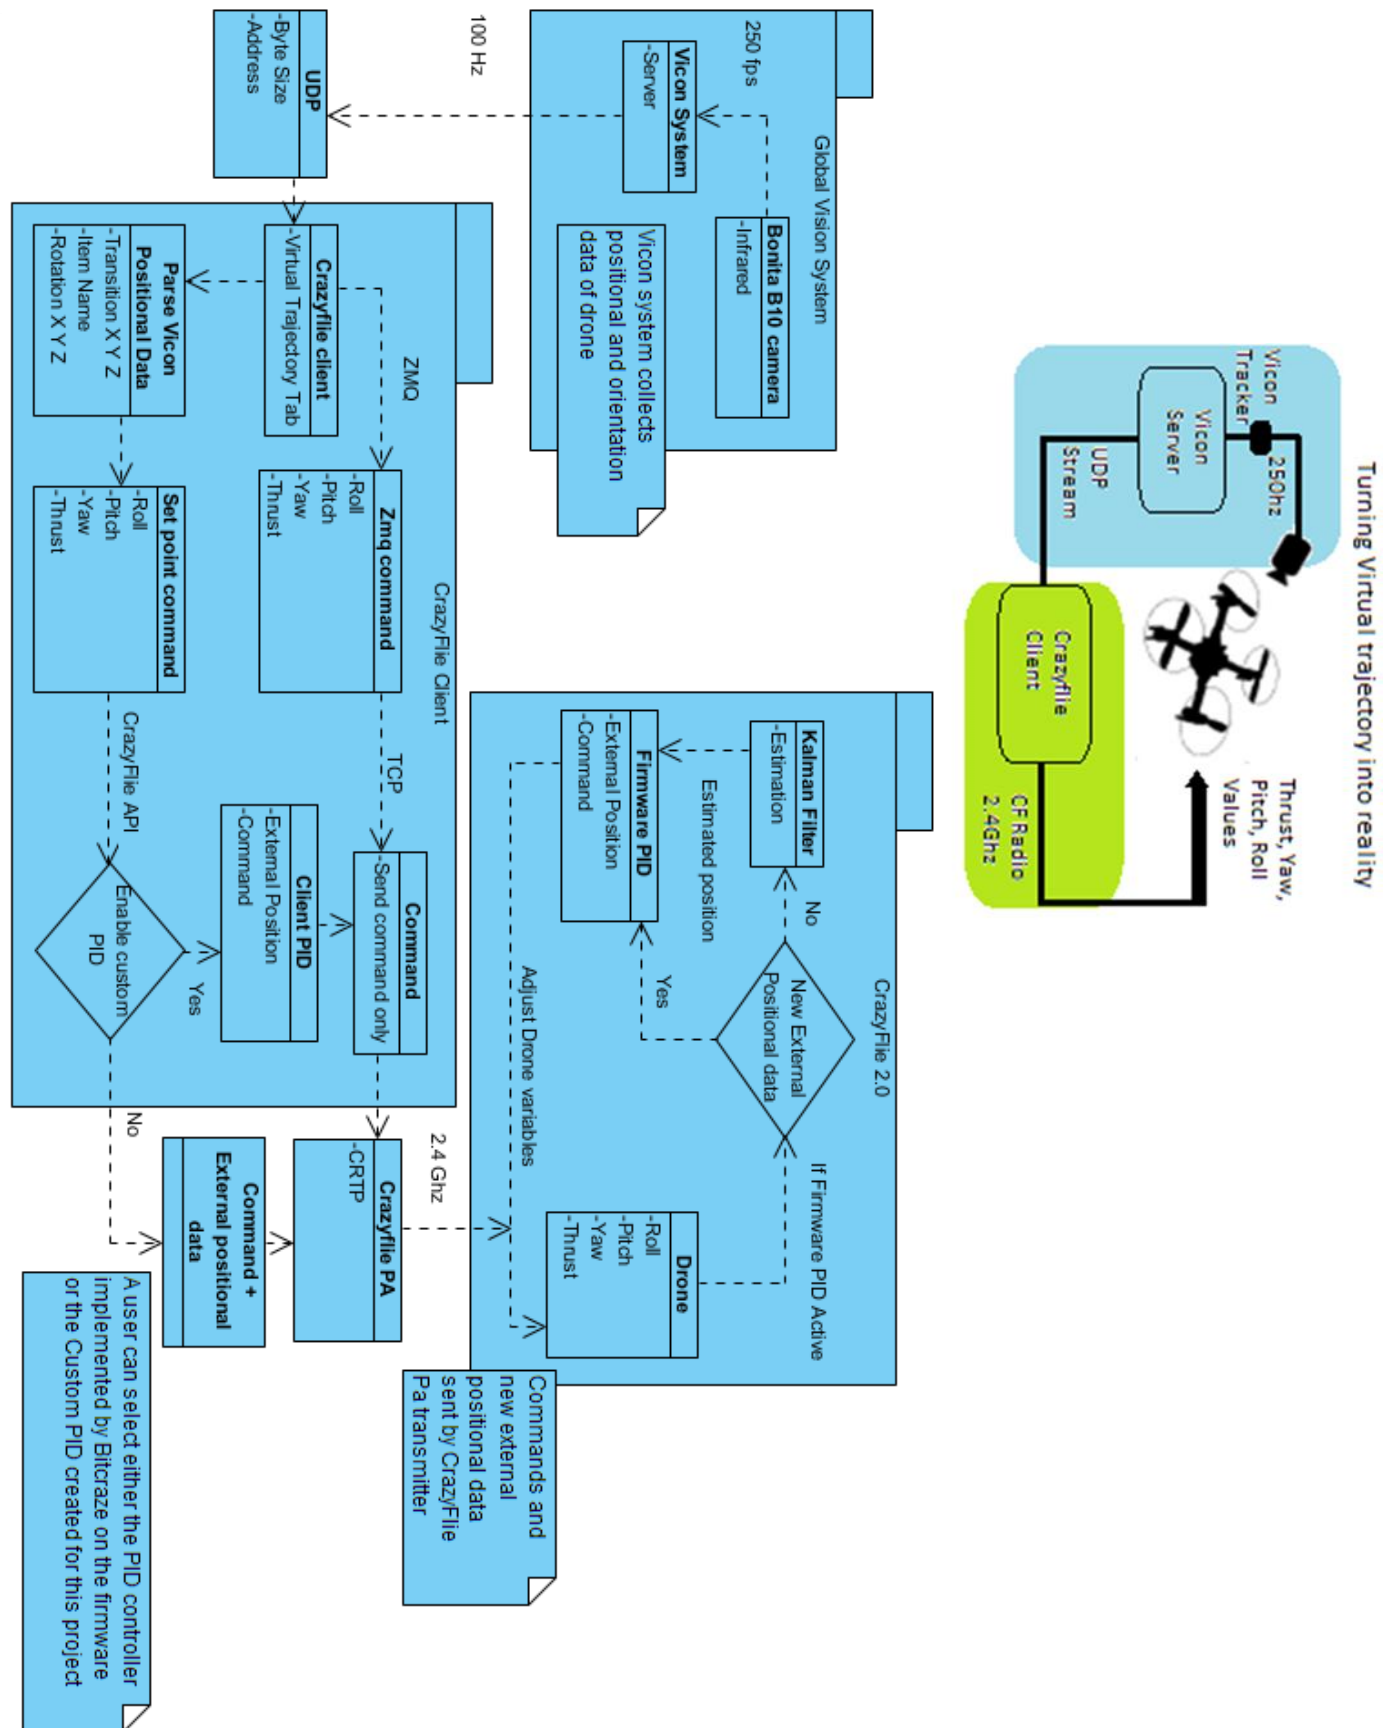 Turning Virtual trajectory into reality
Vicon
Tracker
250hz
Vicon
Server
UDP
Stream
Crazyflie
Client
CF Radio
2.4Ghz
Thrust, Yaw,
Pitch, Roll
Values
Global Vision System
250 fps
Bonita B10 camera
-Infrared
Vicon System
-Server
Vicon system collects
positional and orientation
data of drone
100 Hz
UDP
-Byte Size
-Address
CrazyFlie Client
Crazyflie client
-Virtual Trajectory Tab
ZMQ
Zmq command
-Roll
-Pitch
-Yaw
-Thrust
TCP
Command
-Send command only
Parse Vicon
Positional Data
-Transition X Y Z
-Item Name
-Rotation X Y Z
Set point command
-Roll
-Pitch
-Yaw
-Thrust
CrazyFlie API
Enable custom
PID
Yes
Client PID
-External Position
-Command
No
Command +
External positional
data
Crazyflie PA
-CRTP
2.4 Ghz
CrazyFlie 2.0
Kalman Filter
-Estimation
Estimated position
Firmware PID
-External Position
-Command
No
Yes
New External
Positional data
If Firmware PID Active
Adjust Drone variables
Drone
-Roll
-Pitch
-Yaw
-Thrust
Commands and
new external
positional data
sent by CrazyFlie
Pa transmitter
A user can select either the PID controller
implemented by Bitcraze on the firmware
or the Custom PID created for this project